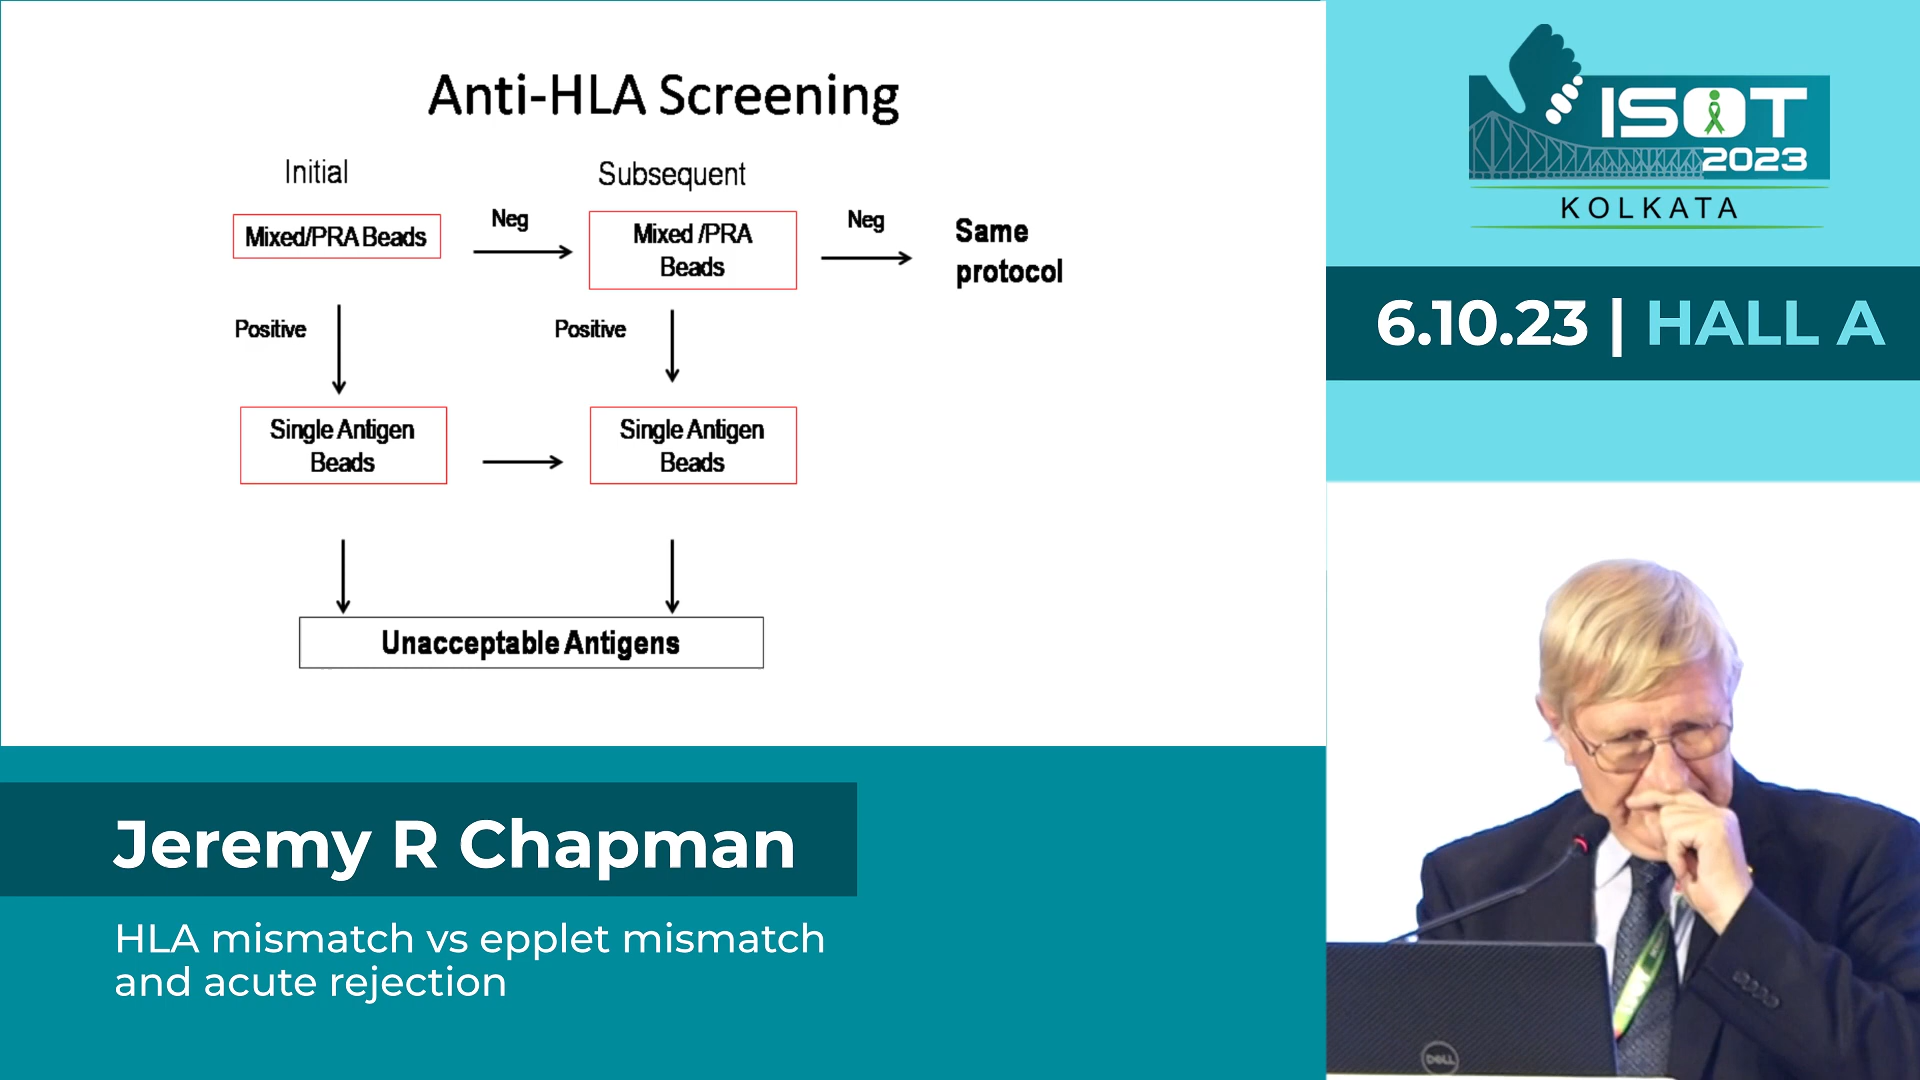 Anti-HLA Screening
Initial
Subsequent
Mixed/PRA Beads
Neg
Mixed /PRA
Beads
Neg
Same
protocol
Positive
Positive
Single Antigen
Beads
Single Antigen
Beads
Unacceptable Antigens
ISOT
2023
KOLKATA
6.10.23 | HALL A
Jeremy R Chapman
HLA mismatch vs epplet mismatch
and acute rejection
DELL